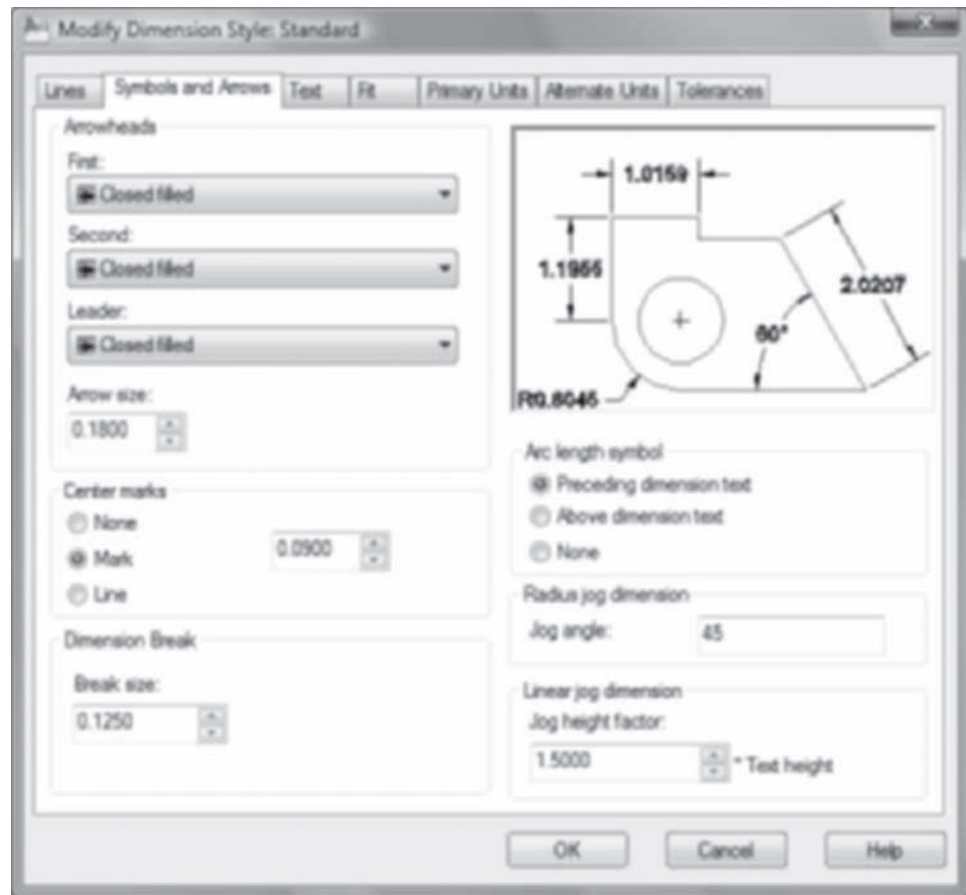 Modify Dimension Style: Standard
Lines
Symbols and Arrows
Text
Fit
Primary Units
Alternate Units
Tolerances
Arrowheads
First:
Closed filled
Second:
Closed filled
Leader:
Closed filled
Arrow size:
0.1800
Center marks
None
Mark
0.0900
Line
Dimension Break
Break size:
0.1250
1.0159
1.1955
2.0207
60°
R0.8045
Arc length symbol
Preceding dimension text
Above dimension text
None
Radius jog dimension
Jog angle:
45
Linear jog dimension
Jog height factor:
1.5000
* Text height
OK
Cancel
Help